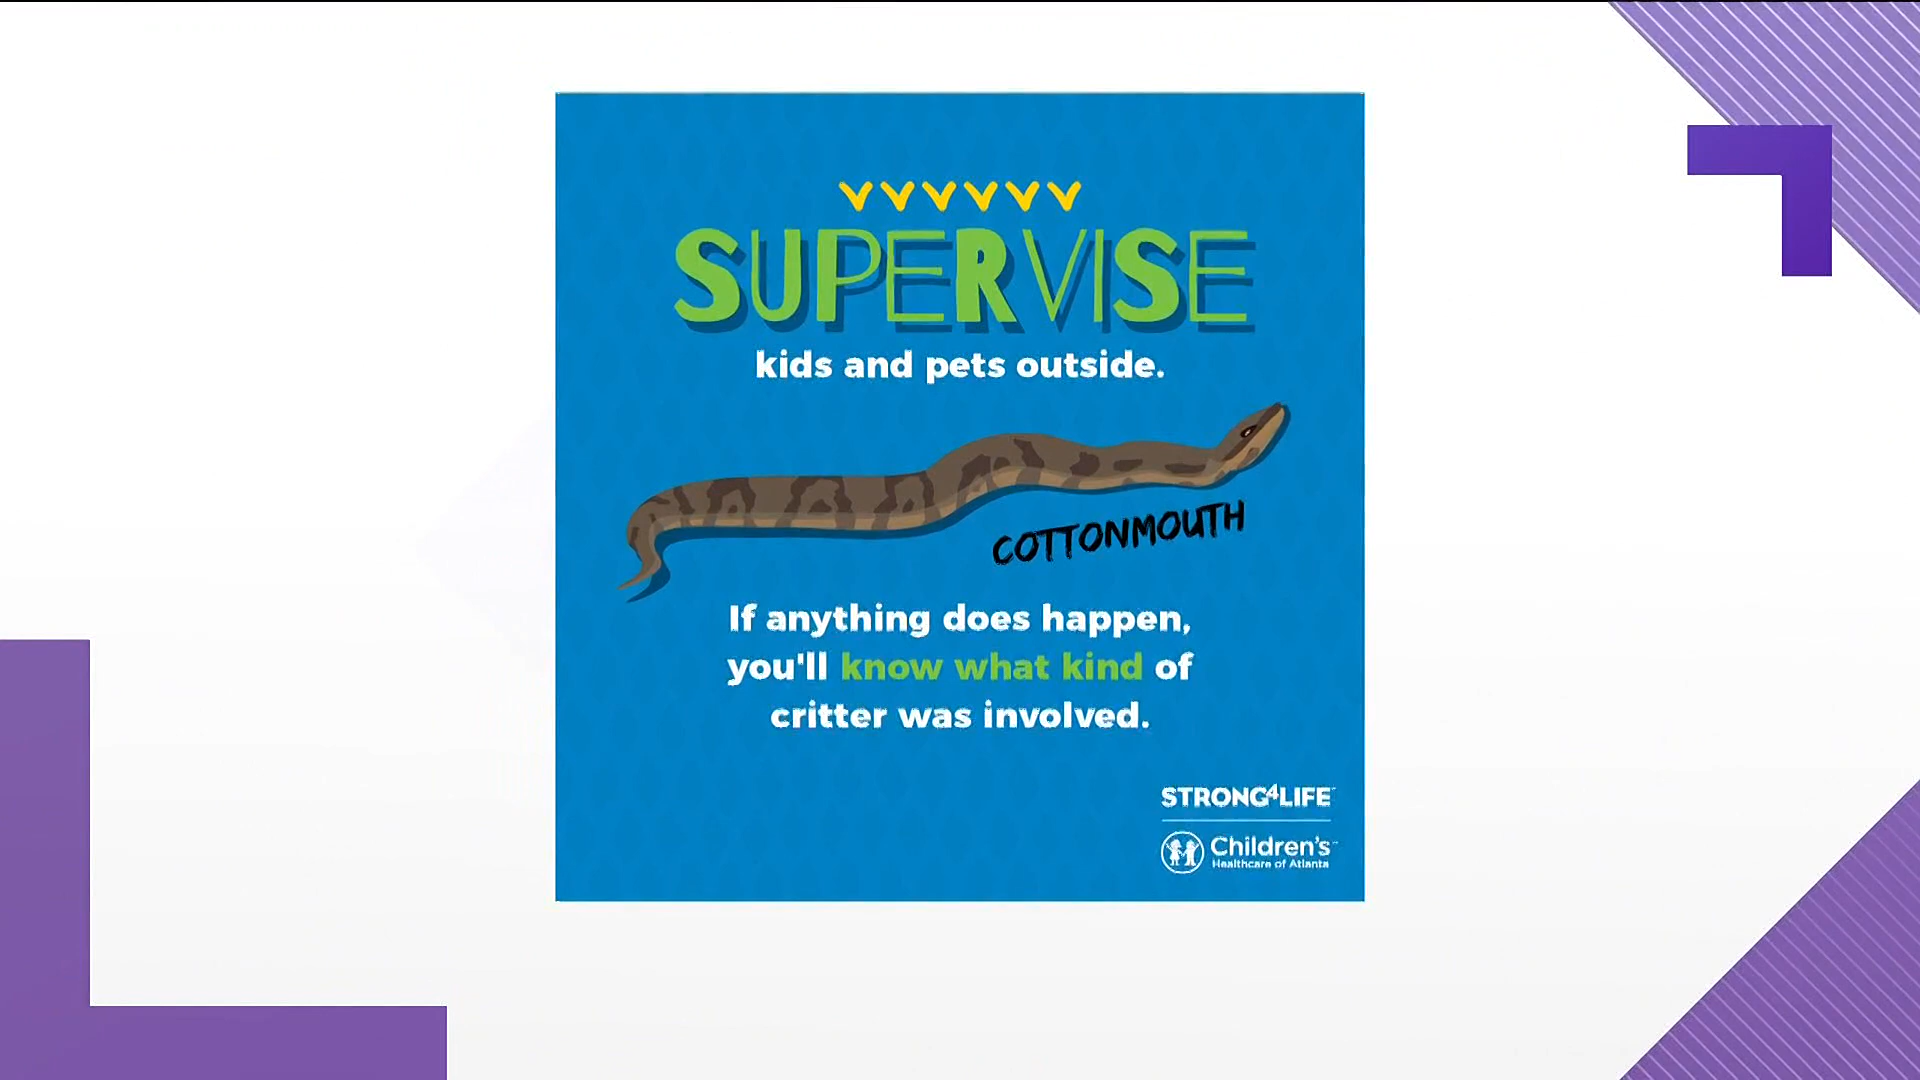 SUPERVISE
kids and pets outside.
COTTONMOUTH
If anything does happen,
you'll know what kind of
critter was involved.
STRONG4LIFE
Children's
Healthcare of Atlanta